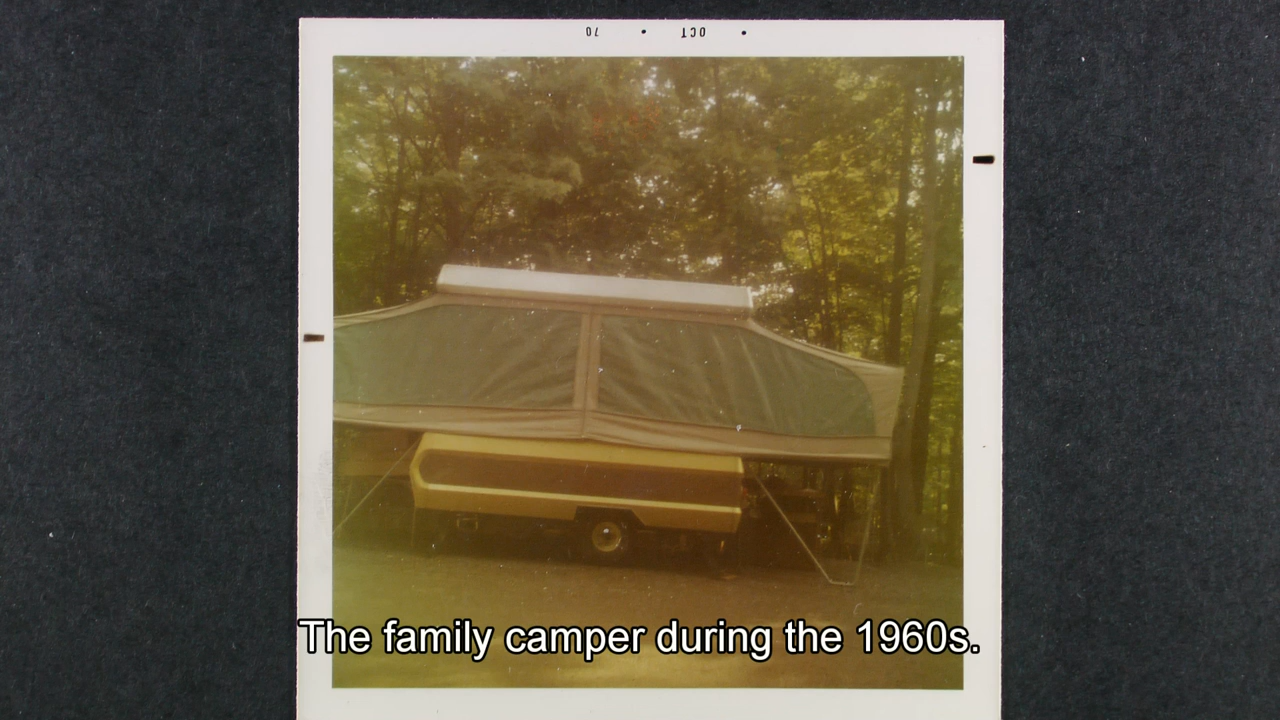 • OCT • 70
The family camper during the 1960s.